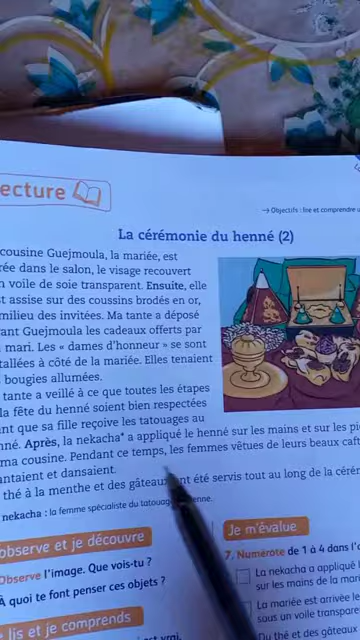 ecture
→ Objectifs : lire et comprendre
La cérémonie du henné (2)
cousine Guejmoula, la mariée, est
rée dans le salon, le visage recouvert
n voile de soie transparent. Ensuite, elle
st assise sur des coussins brodés en or,
milieu des invitées. Ma tante a déposé
ant Guejmoula les cadeaux offerts par
mari. Les « dames d'honneur » se sont
tallées à côté de la mariée. Elles tenaient
bougies allumées.
tante a veillé à ce que toutes les étapes
la fête du henné soient bien respectées
nt que sa fille reçoive les tatouages au
nné. Après, la nekacha* a appliqué le henné sur les mains et sur les pie
ma cousine. Pendant ce temps, les femmes vêtues de leurs beaux caft
antaient et dansaient.
thé à la menthe et des gâteaux ont été servis tout au long de la céré
nekacha : la femme spécialiste du tatouage
observe et je découvre
Observe l'image. Que vois-tu ?
À quoi te font penser ces objets ?
lis et je comprends
est vrai.
Je m'évalue
7. Numérote de 1 à 4 dans l'o
La nekacha a appliqué
sur les mains de la mari
La mariée est arrivée le
sous un voile transpare
Du thé et des gâteaux